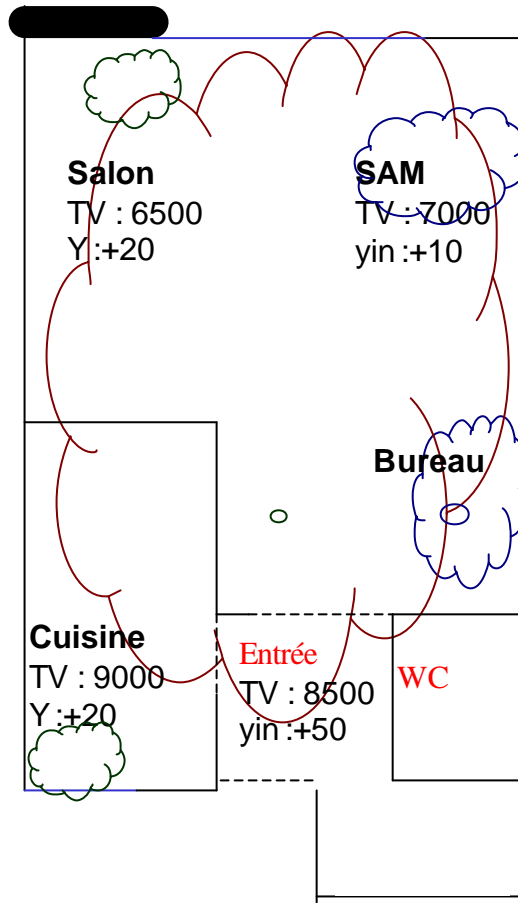 Salon
TV : 6500
Y :+20
SAM
TV : 7000
yin :+10
Bureau
Cuisine
TV : 9000
Y :+20
Entrée
TV : 8500
yin :+50
WC